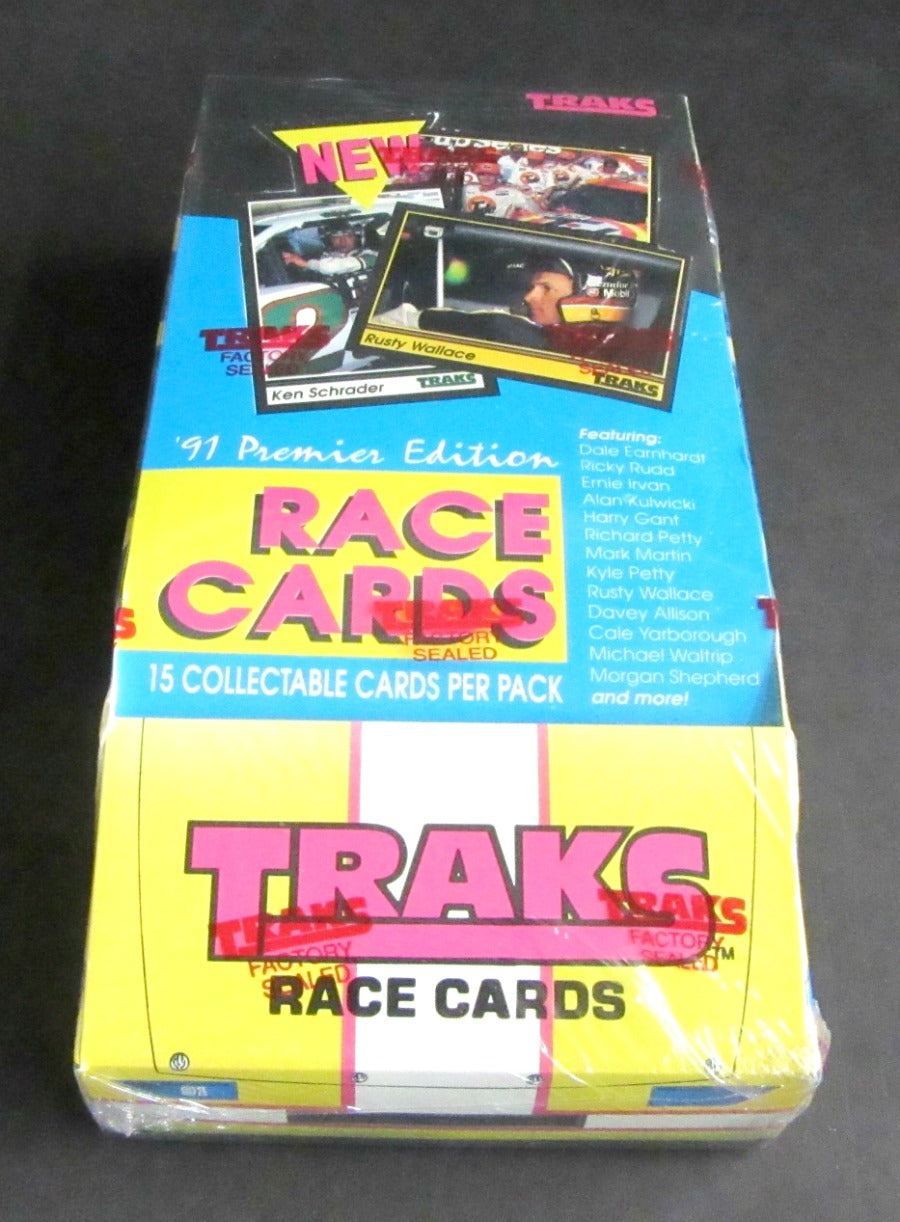 TRAKS
NEW
Mobil
Rusty Wallace
TRAKS
Ken Schrader
TRAKS
TRAKS
FACTORY
SEALED
'91 Premier Edition
RACE
CARDS
15 COLLECTABLE CARDS PER PACK
Featuring:
Dale Earnhardt
Ricky Rudd
Ernie Irvan
Alan Kulwicki
Harry Gant
Richard Petty
Mark Martin
Kyle Petty
Rusty Wallace
Davey Allison
Cale Yarborough
Michael Waltrip
Morgan Shepherd
and more!
TRAKS
FACTORY
SEALED
TRAKS™
RACE CARDS
TRAKS
FACTORY
SEALED
TRAKS
FACTORY
SEALED